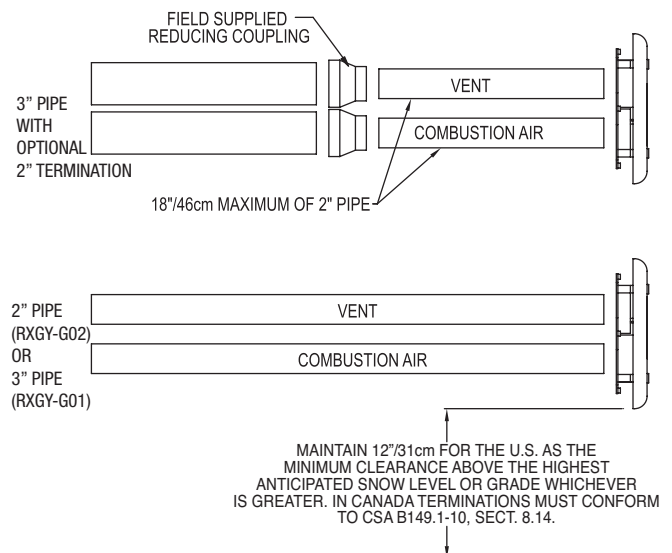 FIELD SUPPLIED
REDUCING COUPLING
3” PIPE
WITH
OPTIONAL
2” TERMINATION
VENT
COMBUSTION AIR
18"/46cm MAXIMUM OF 2" PIPE
2” PIPE
(RXGY-G02)
OR
3” PIPE
(RXGY-G01)
VENT
COMBUSTION AIR
MAINTAIN 12”/31cm FOR THE U.S. AS THE
MINIMUM CLEARANCE ABOVE THE HIGHEST
ANTICIPATED SNOW LEVEL OR GRADE WHICHEVER
IS GREATER. IN CANADA TERMINATIONS MUST CONFORM
TO CSA B149.1-10, SECT. 8.14.